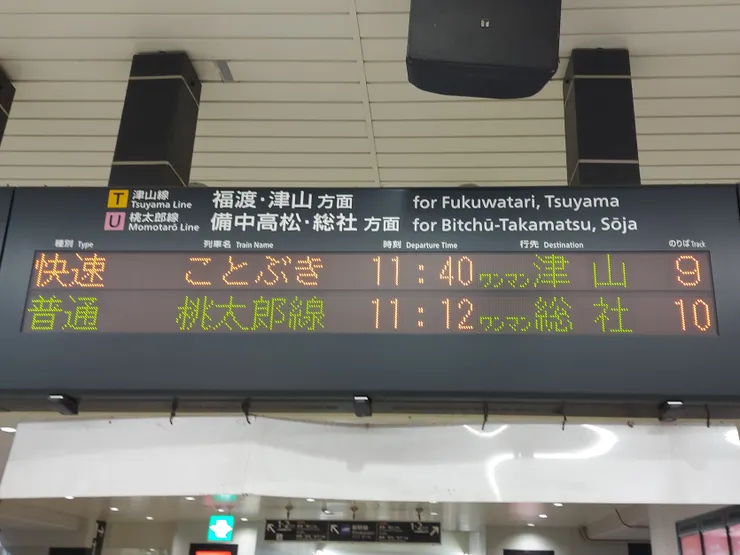 T 津山線 福渡・津山 方面 for Fukuwatari, Tsuyama
Tsuyama Line
U 桃太郎線 備中高松・総社 方面 for Bitchū-Takamatsu, Sōja
Momotarō Line
種別 Type 列車名 Train Name 時刻 Departure Time 行先 Destination のりば Track
快速 ことぶき 11:40 ワンマン 津山 9
普通 桃太郎線 11:12 ワンマン 総社 10